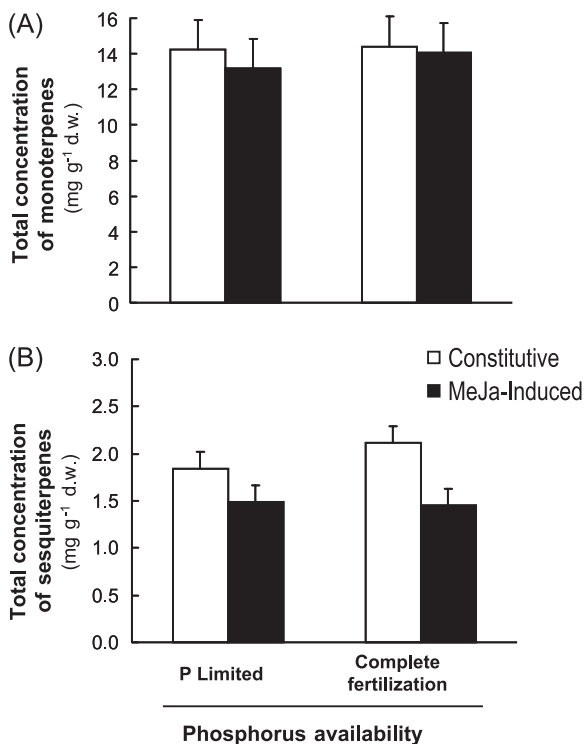 (A)
Total concentration
of monoterpenes
(mg g⁻¹ d.w.)
16
14
12
10
8
6
4
2
0
(B)
Total concentration
of sesquiterpenes
(mg g⁻¹ d.w.)
3.0
2.5
2.0
1.5
1.0
0.5
0.0
Constitutive
MeJa-Induced
P Limited
Complete
fertilization
Phosphorus availability